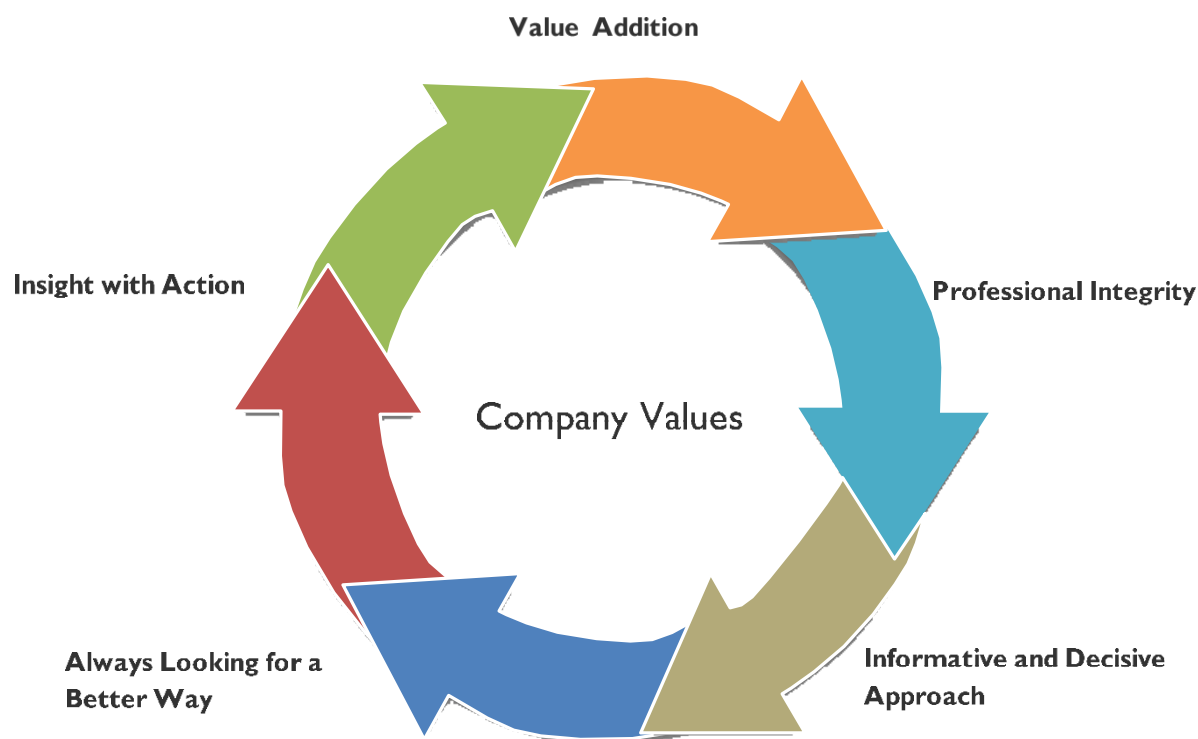 Value Addition
Insight with Action
Professional Integrity
Company Values
Always Looking for a
Better Way
Informative and Decisive
Approach